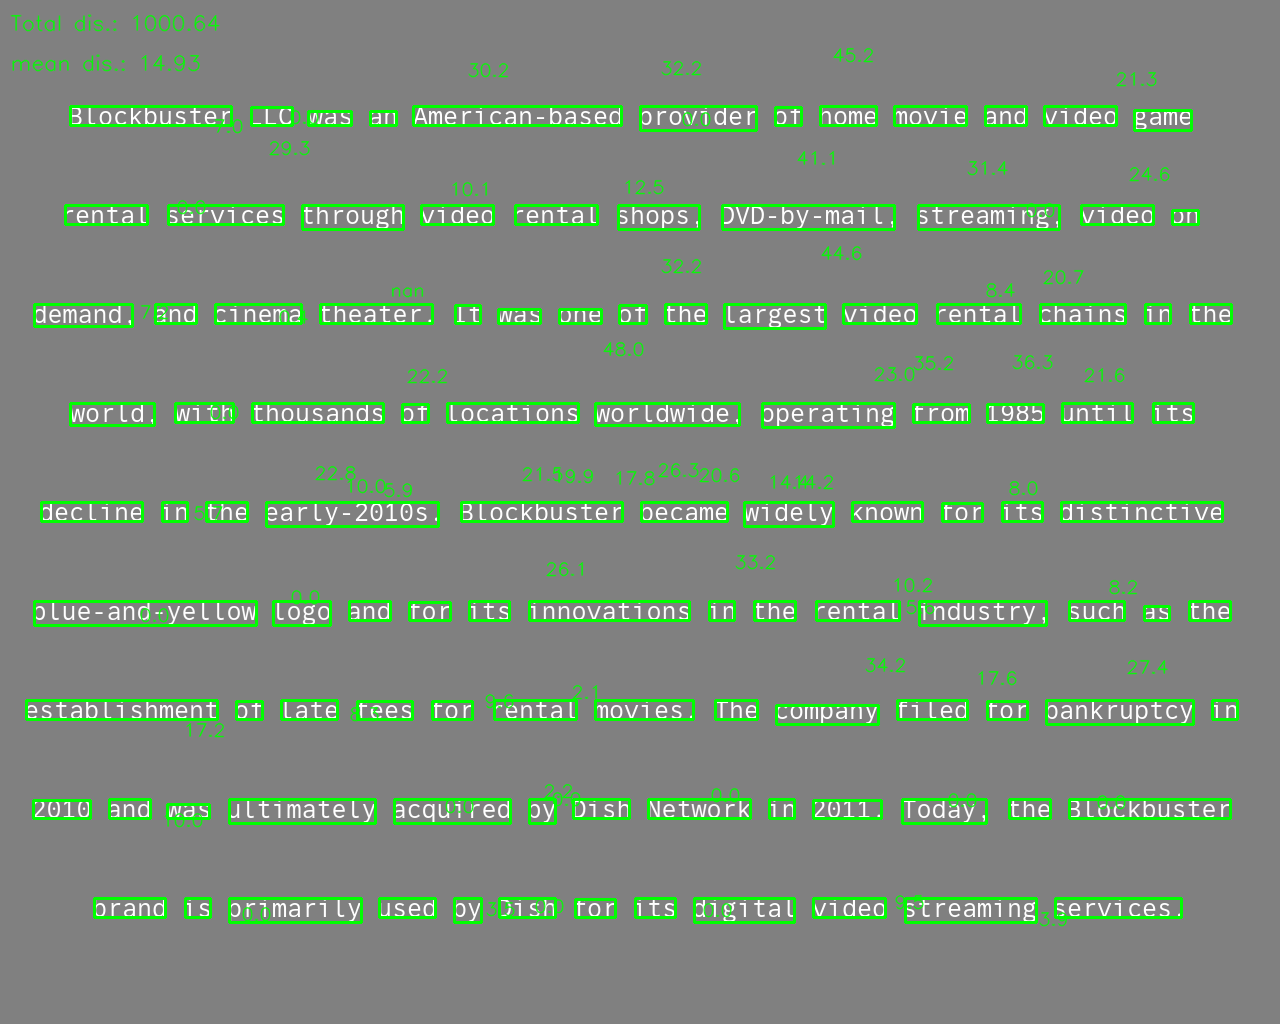 Total dis.: 1000.64
mean dis.: 14.93
30.2 32.2 45.2 21.3
Blockbuster LLC was an American-based provider of home movie and video game
7.0 0.0
29.3 41.1 31.4 24.6
10.1 12.5
rental services through video rental shops, DVD-by-mail, streaming, video on
0.0 0.0
32.2 44.6
nan 8.4 20.7
demand, and cinema theater. It was one of the largest video rental chains in the
48.0
22.2 23.0 35.2 36.3 21.6
world, with thousands of locations worldwide, operating from 1985 until its
22.8 10.0 5.9 21.5 19.9 17.8 26.3 20.6 14.2 8.0
decline in the early-2010s. Blockbuster became widely known for its distinctive
26.1 33.2
0.0 10.2 8.2
blue-and-yellow logo and for its innovations in the rental industry, such as the
0.0
34.2 17.6 27.4
9.6 2.1
establishment of late fees for rental movies. The company filed for bankruptcy in
17.2
2.2 0.0
2010 and was ultimately acquired by Dish Network in 2011. Today, the Blockbuster
brand is primarily used by Dish for its digital video streaming services.
0.0